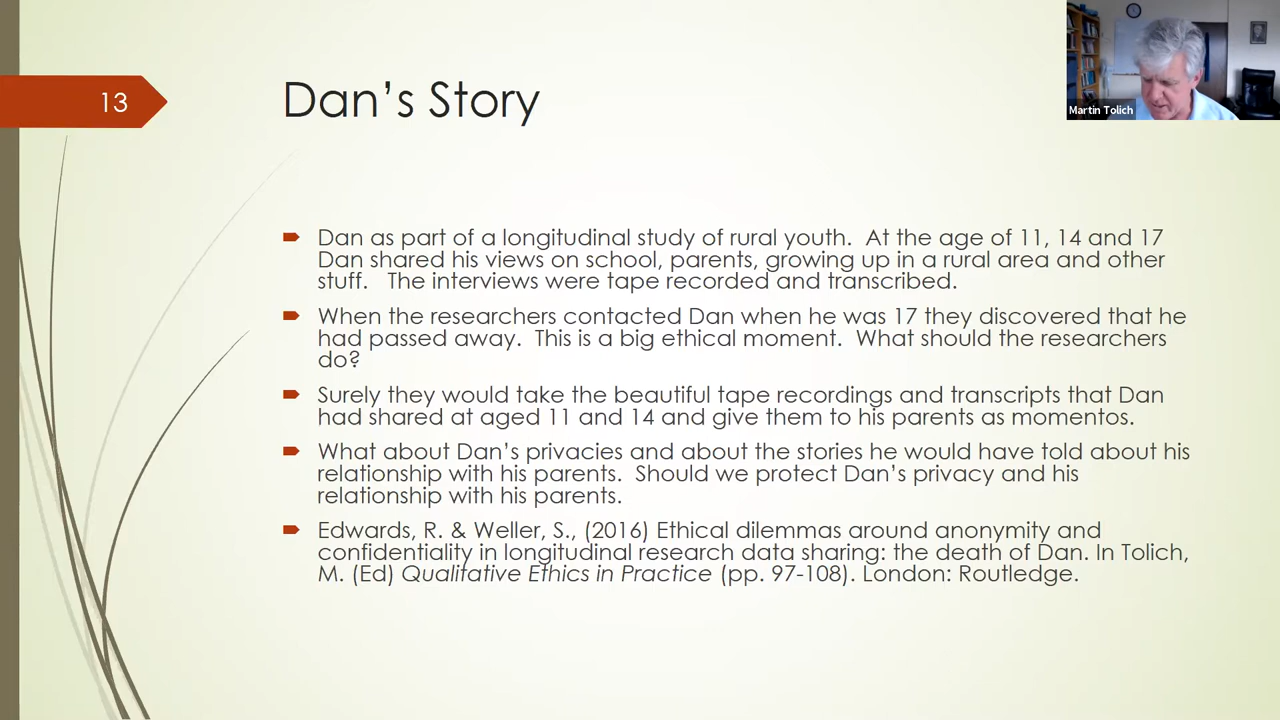 13
Dan's Story
Martin Tolich
Dan as part of a longitudinal study of rural youth. At the age of 11, 14 and 17
Dan shared his views on school, parents, growing up in a rural area and other
stuff. The interviews were tape recorded and transcribed.
When the researchers contacted Dan when he was 17 they discovered that he
had passed away. This is a big ethical moment. What should the researchers
do?
Surely they would take the beautiful tape recordings and transcripts that Dan
had shared at aged 11 and 14 and give them to his parents as momentos.
What about Dan's privacies and about the stories he would have told about his
relationship with his parents. Should we protect Dan's privacy and his
relationship with his parents.
Edwards, R. & Weller, S., (2016) Ethical dilemmas around anonymity and
confidentiality in longitudinal research data sharing: the death of Dan. In Tolich,
M. (Ed) Qualitative Ethics in Practice (pp. 97-108). London: Routledge.